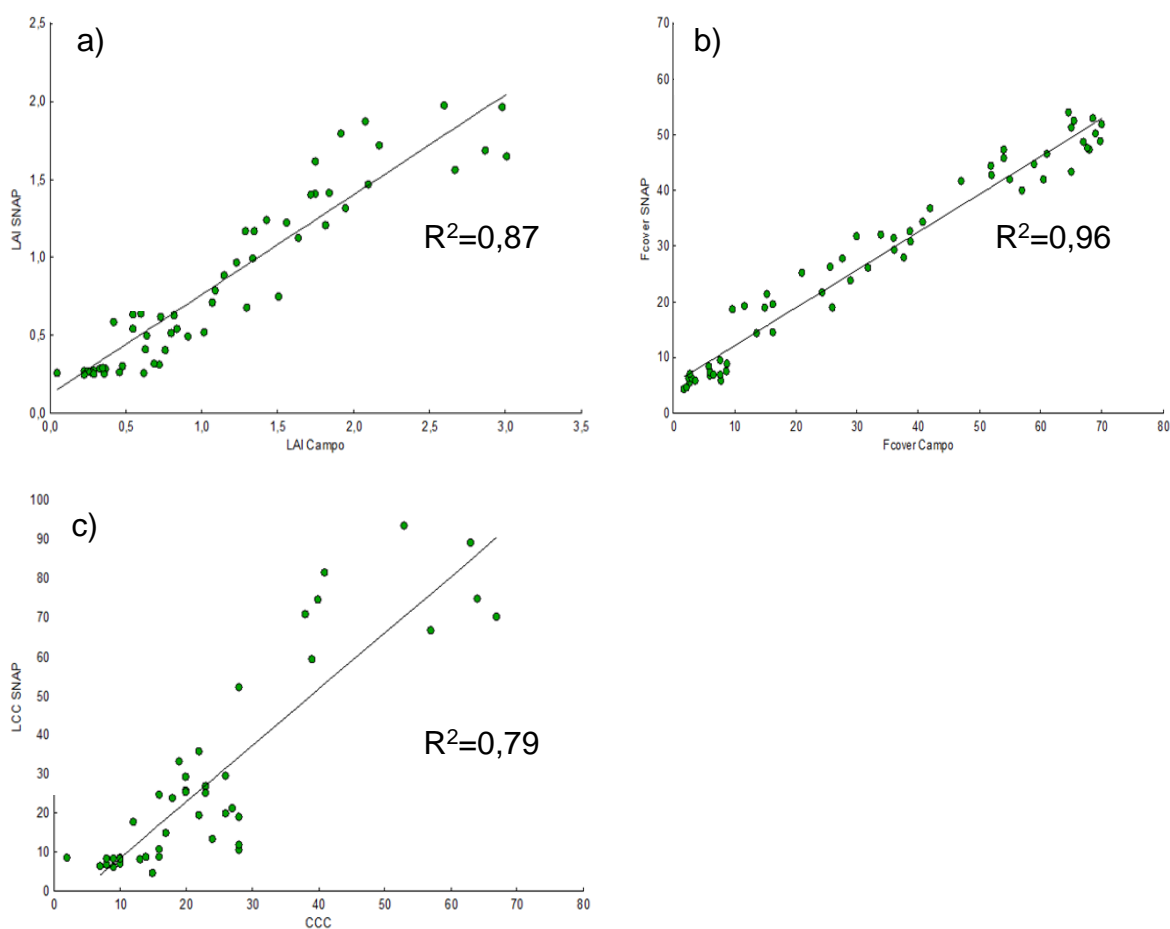 a)
2,5
2,0
1,5
1,0
0,5
0,0
LAI SNAP
R²=0,87
0,0 0,5 1,0 1,5 2,0 2,5 3,0 3,5
LAI Campo
b)
70
60
50
40
30
20
10
0
Fcover SNAP
R²=0,96
0 10 20 30 40 50 60 70 80
Fcover Campo
c)
100
90
80
70
60
50
40
30
20
10
0
LCC SNAP
R²=0,79
0 10 20 30 40 50 60 70 80
CCC